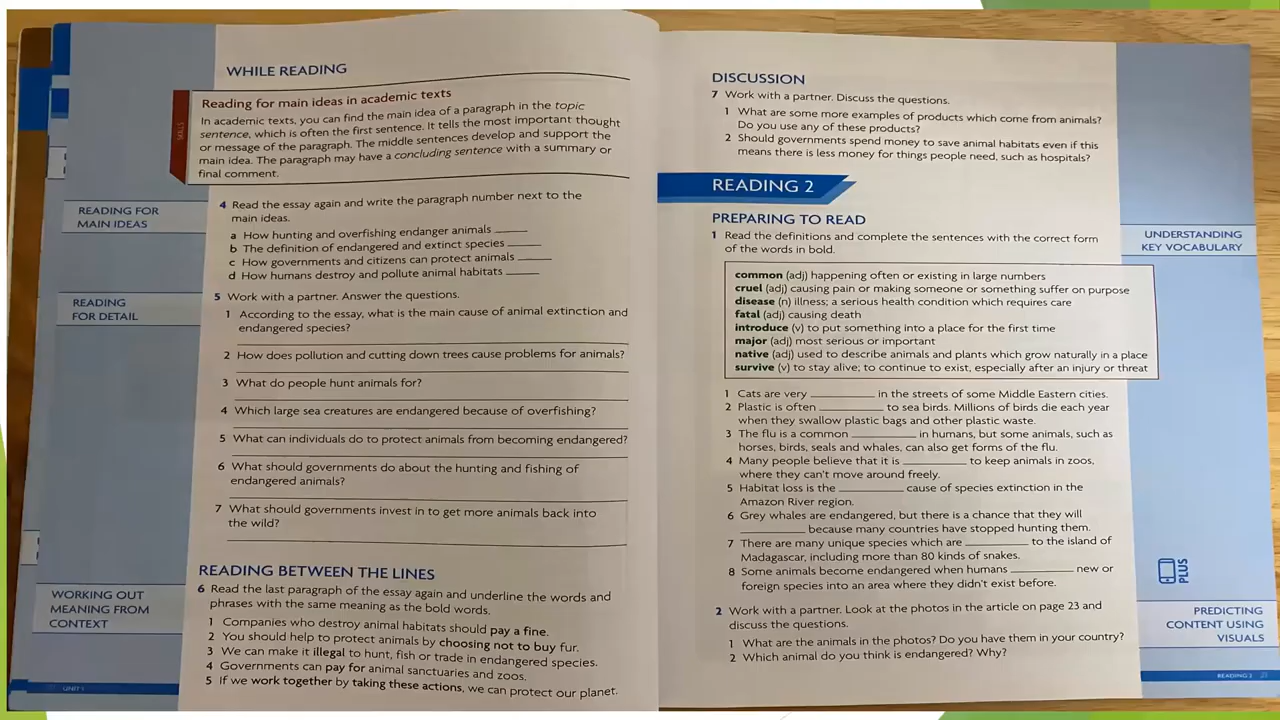 WHILE READING
SKILLS
Reading for main ideas in academic texts
In academic texts, you can find the main idea of a paragraph in the topic
sentence, which is often the first sentence. It tells the most important thought
or message of the paragraph. The middle sentences develop and support the
main idea. The paragraph may have a concluding sentence with a summary or
final comment.
READING FOR
MAIN IDEAS
4 Read the essay again and write the paragraph number next to the
main ideas.
a How hunting and overfishing endanger animals
b The definition of endangered and extinct species
c How governments and citizens can protect animals
d How humans destroy and pollute animal habitats
READING
FOR DETAIL
5 Work with a partner. Answer the questions.
1 According to the essay, what is the main cause of animal extinction and
endangered species?
2 How does pollution and cutting down trees cause problems for animals?
3 What do people hunt animals for?
4 Which large sea creatures are endangered because of overfishing?
5 What can individuals do to protect animals from becoming endangered?
6 What should governments do about the hunting and fishing of
endangered animals?
7 What should governments invest in to get more animals back into
the wild?
READING BETWEEN THE LINES
WORKING OUT
MEANING FROM
CONTEXT
6 Read the last paragraph of the essay again and underline the words and
phrases with the same meaning as the bold words.
1 Companies who destroy animal habitats should pay a fine.
2 You should help to protect animals by choosing not to buy fur.
3 We can make it illegal to hunt, fish or trade in endangered species.
4 Governments can pay for animal sanctuaries and zoos.
5 If we work together by taking these actions, we can protect our planet.
UNIT 1
DISCUSSION
7 Work with a partner. Discuss the questions.
1 What are some more examples of products which come from animals?
Do you use any of these products?
2 Should governments spend money to save animal habitats even if this
means there is less money for things people need, such as hospitals?
READING 2
PREPARING TO READ
UNDERSTANDING
KEY VOCABULARY
1 Read the definitions and complete the sentences with the correct form
of the words in bold.
common (adj) happening often or existing in large numbers
cruel (adj) causing pain or making someone or something suffer on purpose
disease (n) illness; a serious health condition which requires care
fatal (adj) causing death
introduce (v) to put something into a place for the first time
major (adj) most serious or important
native (adj) used to describe animals and plants which grow naturally in a place
survive (v) to stay alive; to continue to exist, especially after an injury or threat
1 Cats are very ________ in the streets of some Middle Eastern cities.
2 Plastic is often ________ to sea birds. Millions of birds die each year
when they swallow plastic bags and other plastic waste.
3 The flu is a common ________ in humans, but some animals, such as
horses, birds, seals and whales, can also get forms of the flu.
4 Many people believe that it is ________ to keep animals in zoos,
where they can't move around freely.
5 Habitat loss is the ________ cause of species extinction in the
Amazon River region.
6 Grey whales are endangered, but there is a chance that they will
________ because many countries have stopped hunting them.
7 There are many unique species which are ________ to the island of
Madagascar, including more than 80 kinds of snakes.
8 Some animals become endangered when humans ________ new or
foreign species into an area where they didn't exist before.
PLUS
PREDICTING
CONTENT USING
VISUALS
2 Work with a partner. Look at the photos in the article on page 23 and
discuss the questions.
1 What are the animals in the photos? Do you have them in your country?
2 Which animal do you think is endangered? Why?
READING 2